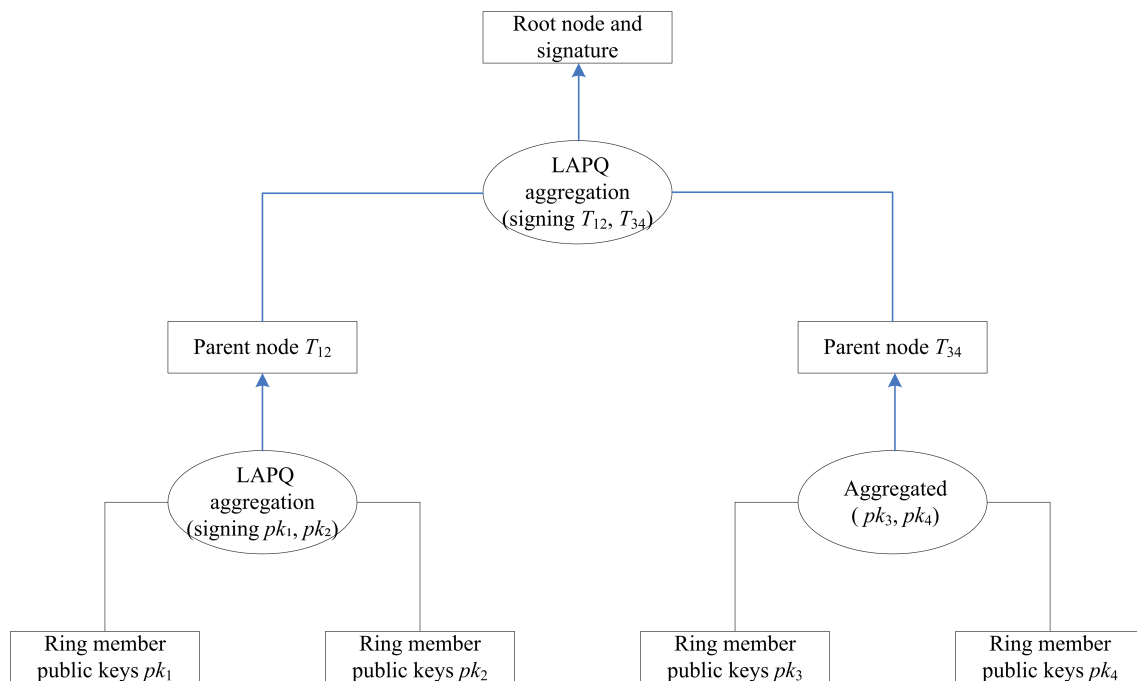 Root node and
signature
LAPQ
aggregation
(signing T₁₂, T₃₄)
Parent node T₁₂
Parent node T₃₄
LAPQ
aggregation
(signing pk₁, pk₂)
Aggregated
( pk₃, pk₄)
Ring member
public keys pk₁
Ring member
public keys pk₂
Ring member
public keys pk₃
Ring member
public keys pk₄